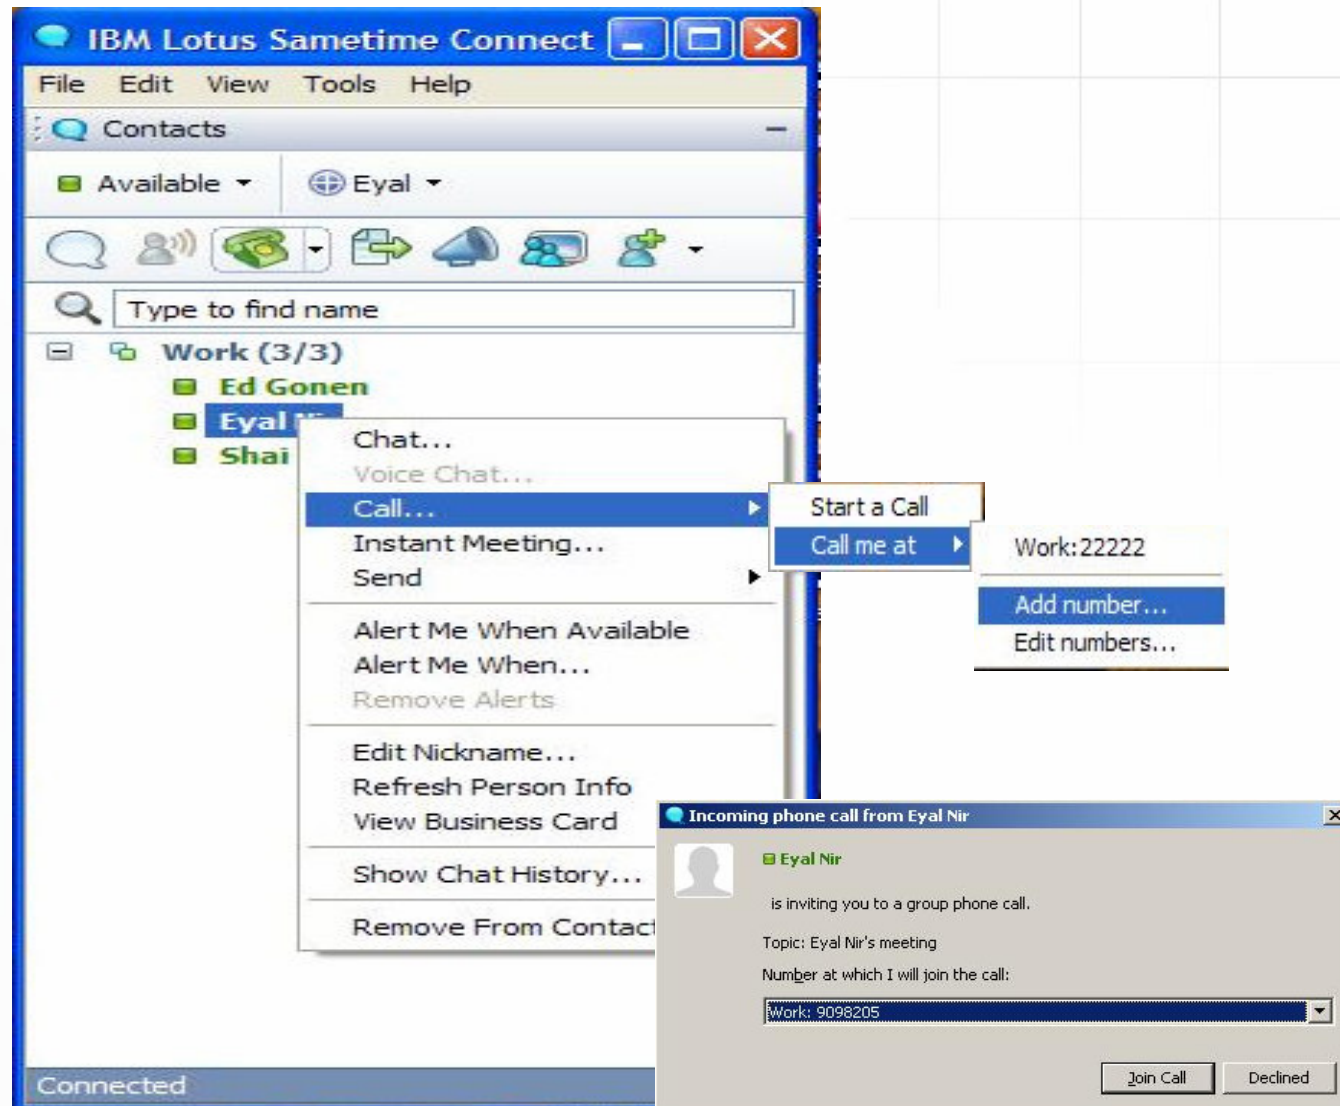 IBM Lotus Sametime Connect
File Edit View Tools Help
Contacts
Available Eyal
Type to find name
Work (3/3)
Ed Gonen
Eyal
Shai
Chat...
Voice Chat...
Call...
Instant Meeting...
Send
Alert Me When Available
Alert Me When...
Remove Alerts
Edit Nickname...
Refresh Person Info
View Business Card
Show Chat History...
Remove From Contac
Start a Call
Call me at
Work:22222
Add number...
Edit numbers...
Incoming phone call from Eyal Nir
Eyal Nir
is inviting you to a group phone call.
Topic: Eyal Nir's meeting
Number at which I will join the call:
Work: 9098205
Join Call Declined
Connected